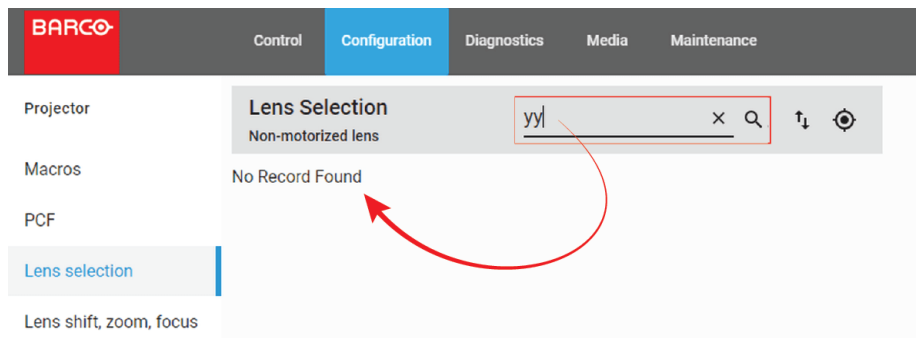 BARCO
Control Configuration Diagnostics Media Maintenance
Projector
Macros
PCF
Lens selection
Lens shift, zoom, focus
Lens Selection
Non-motorized lens
yy
No Record Found